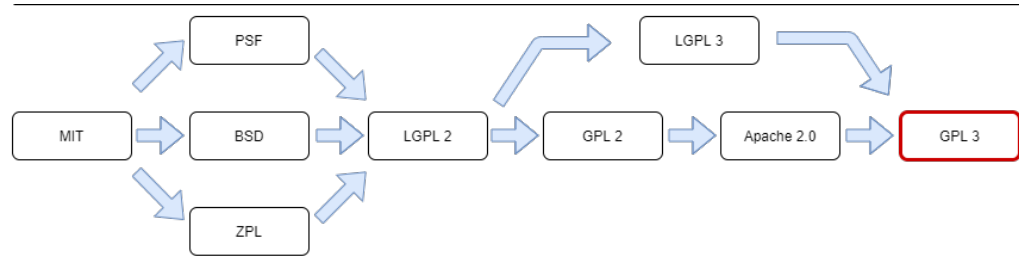 PSF
LGPL 3
MIT
BSD
LGPL 2
GPL 2
Apache 2.0
GPL 3
ZPL